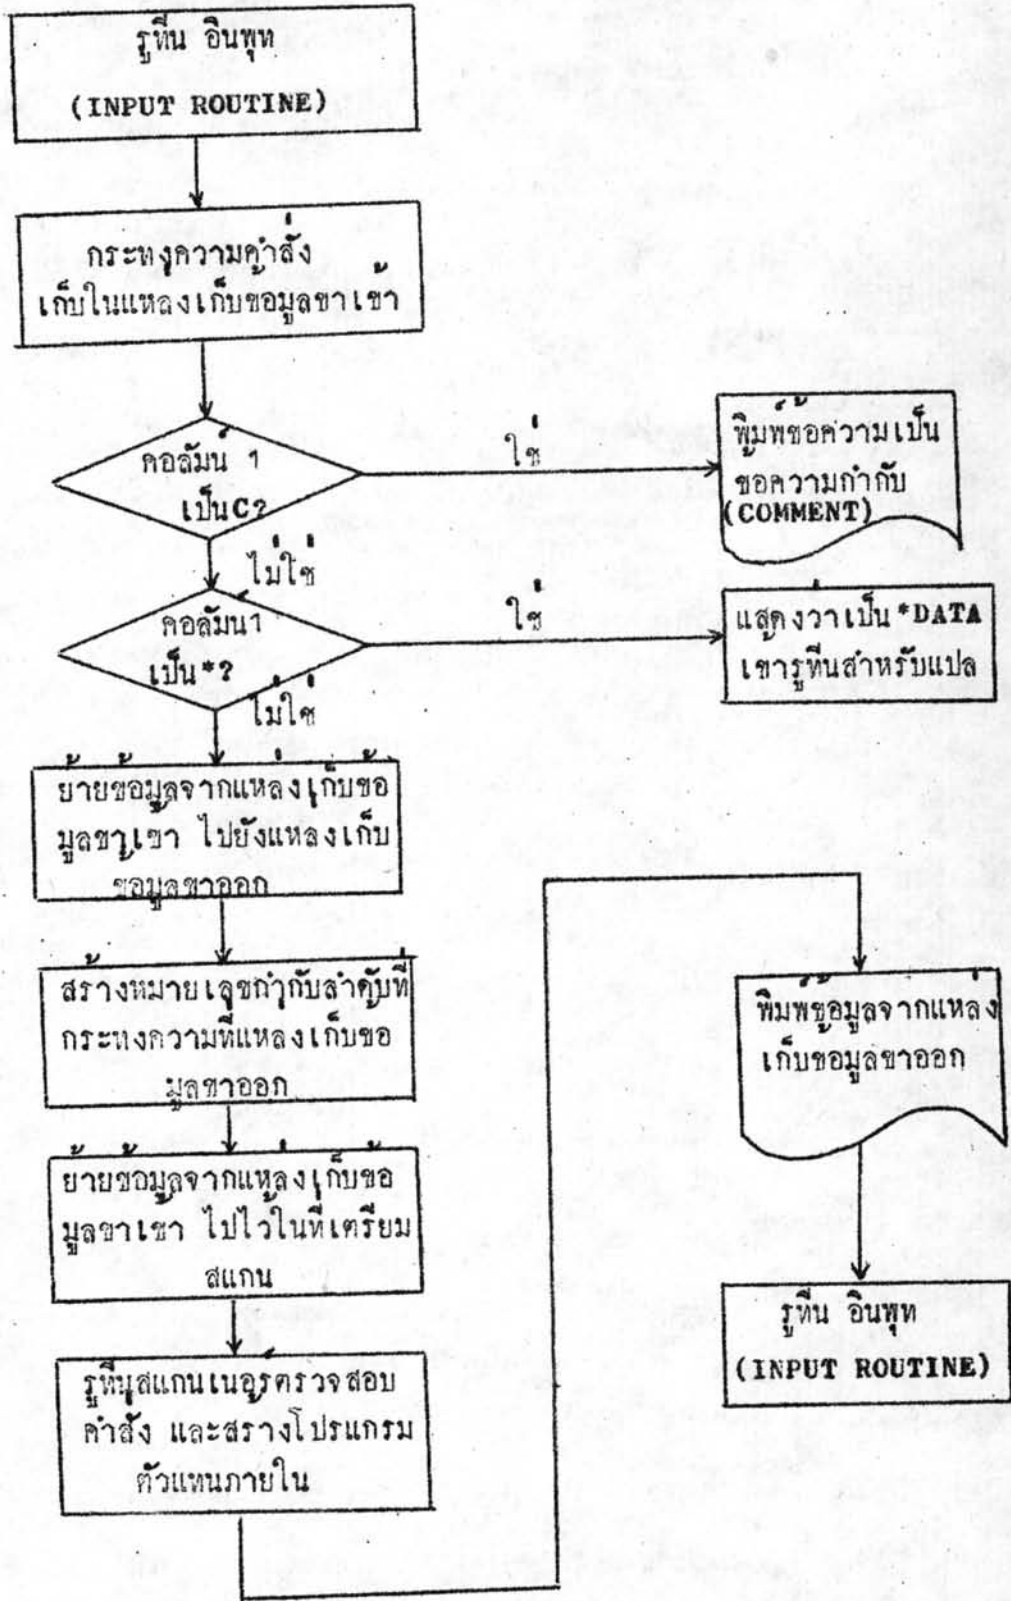 รูทีน อินพุท
(INPUT ROUTINE)
กระทงความคำสั่ง
เก็บในแหล่งเก็บข้อมูลขาเข้า
คอลัมน์ 1
เป็นC?
ใช่
พิมพ์ข้อความเป็น
ข้อความกำกับ
(COMMENT)
ไม่ใช่
คอลัมน์1
เป็น*?
ใช่
แสดงว่าเป็น *DATA
เข้ารูทีนสำหรับแปล
ไม่ใช่
ย้ายข้อมูลจากแหล่งเก็บข้อ
มูลขาเข้า ไปยังแหล่งเก็บ
ข้อมูลขาออก
สร้างหมายเลขกำกับลำดับที่
กระทงความที่แหล่งเก็บข้อ
มูลขาออก
ย้ายข้อมูลจากแหล่งเก็บข้อ
มูลขาเข้า ไปไว้ในที่เตรียม
สแกน
รูทีนสแกนเนอร์ตรวจสอบ
คำสั่ง และสร้างโปรแกรม
ตัวแทนภายใน
พิมพ์ข้อมูลจากแหล่ง
เก็บข้อมูลขาออก
รูทีน อินพุท
(INPUT ROUTINE)